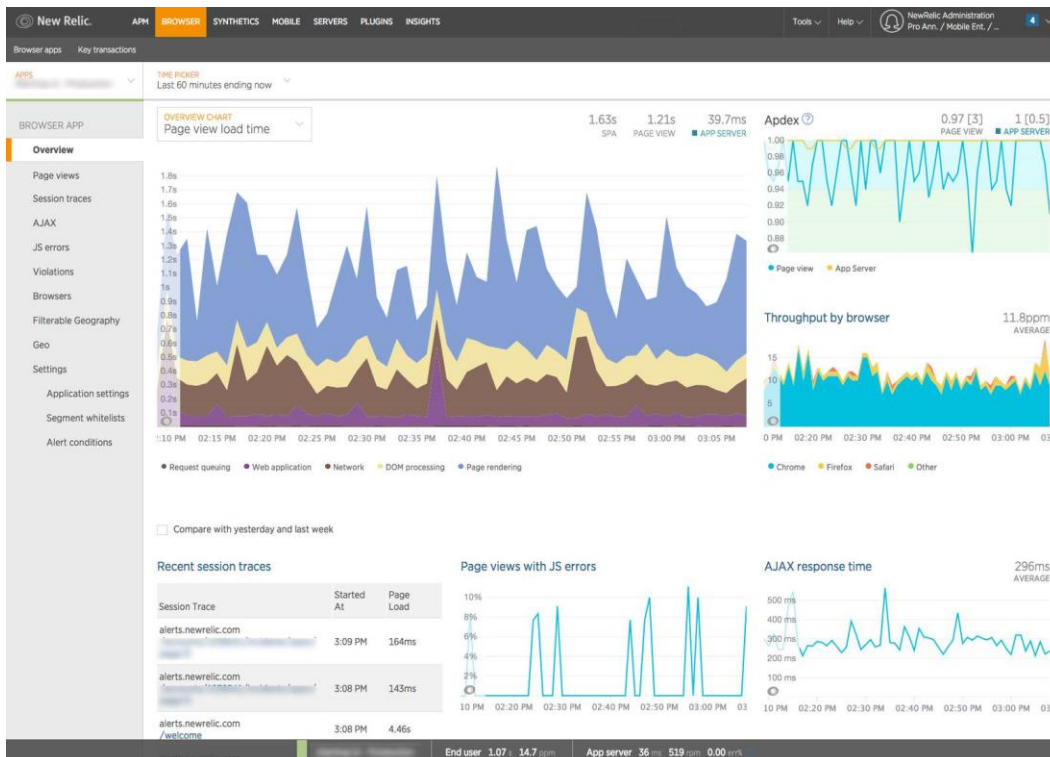 New Relic.
APM BROWSER SYNTHETICS MOBILE SERVERS PLUGINS INSIGHTS
Tools
Help
NewRelic Administration
Pro Ann. / Mobile Ent. / ...
4
Browser apps Key transactions
APPS
TIME PICKER
Last 60 minutes ending now
BROWSER APP
Overview
Page views
Session traces
AJAX
JS errors
Violations
Browsers
Filterable Geography
Geo
Settings
Application settings
Segment whitelists
Alert conditions
OVERVIEW CHART
Page view load time
1.63s 1.21s 39.7ms
SPA PAGE VIEW APP SERVER
1.8s
1.7s
1.6s
1.5s
1.4s
1.3s
1.2s
1.1s
1s
0.9s
0.8s
0.7s
0.6s
0.5s
0.4s
0.3s
0.2s
0.1s
:10 PM 02:15 PM 02:20 PM 02:25 PM 02:30 PM 02:35 PM 02:40 PM 02:45 PM 02:50 PM 02:55 PM 03:00 PM 03:05 PM
Request queuing Web application Network DOM processing Page rendering
Apdex ?
0.97 [3] 1 [0.5]
PAGE VIEW APP SERVER
1.00
0.98
0.96
0.94
0.92
0.90
0.88
Page view App Server
Throughput by browser
11.8ppm
AVERAGE
15
10
5
0 PM 02:20 PM 02:30 PM 02:40 PM 02:50 PM 03:00 PM 03
Chrome Firefox Safari Other
Compare with yesterday and last week
Recent session traces
Session Trace Started At Page Load
alerts.newrelic.com 3:09 PM 164ms
alerts.newrelic.com 3:08 PM 143ms
alerts.newrelic.com
/welcome 3:08 PM 4.46s
Page views with JS errors
10%
8%
6%
4%
2%
10 PM 02:20 PM 02:30 PM 02:40 PM 02:50 PM 03:00 PM 03
AJAX response time
296ms
AVERAGE
500 ms
400 ms
300 ms
200 ms
100 ms
10 PM 02:20 PM 02:30 PM 02:40 PM 02:50 PM 03:00 PM 03
End user 1.07 s 14.7 ppm App server 36 ms 519 rpm 0.00 err%